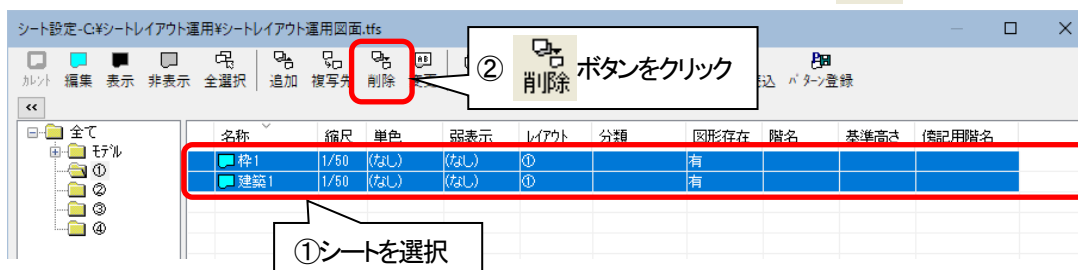 シート設定-C:¥シートレイアウト運用¥シートレイアウト運用図面.tfs
カレント 編集 表示 非表示 全選択 追加 複写先 削除 パターン登録
② 削除 ボタンをクリック
<<
全て
モデル
①
②
③
④
名称 縮尺 単色 弱表示 レイアウト 分類 図形存在 階名 基準高さ 傍記用階名
枠1 1/50 (なし) (なし) ① 有
建築1 1/50 (なし) (なし) ① 有
①シートを選択